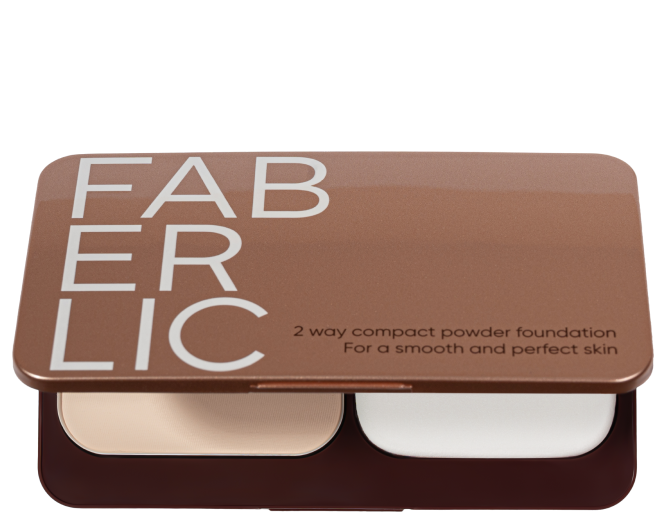 FAB
ER
LIC
2 way compact powder foundation
For a smooth and perfect skin